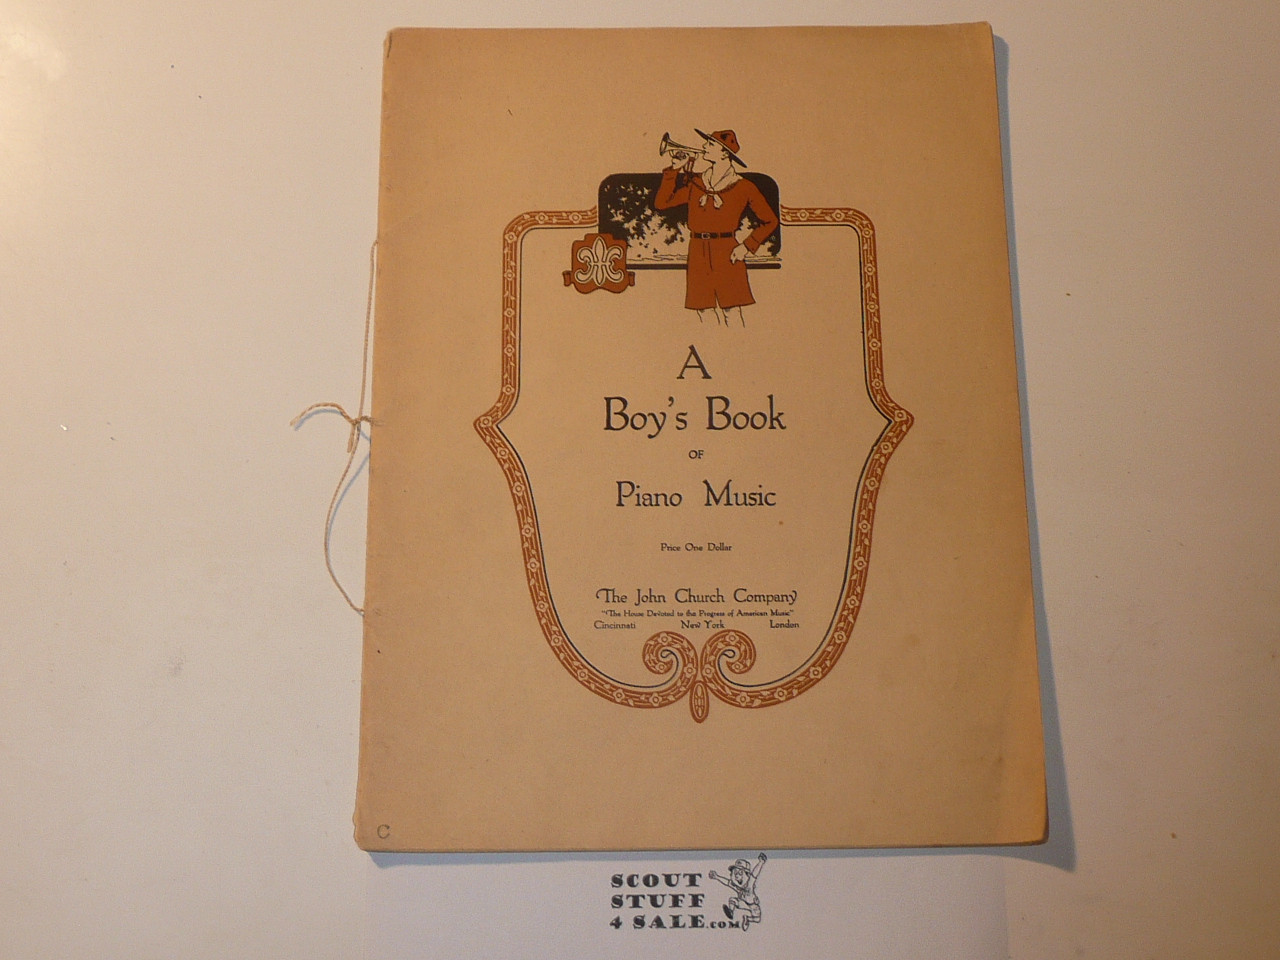 A
Boy's Book
OF
Piano Music
Price One Dollar
The John Church Company
"The House Devoted to the Progress of American Music"
Cincinnati New York London
C
SCOUT
STUFF
4 SALE.COM